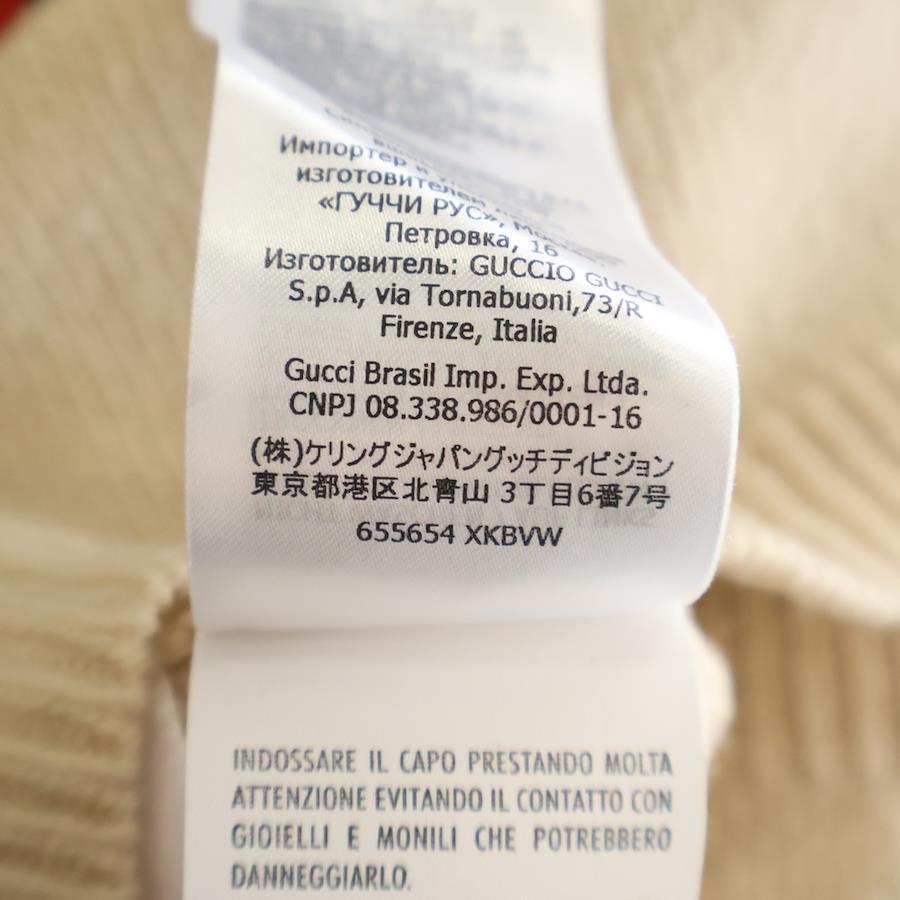 Импортер и
изготовителей
«ГУЧЧИ РУС»,
Петровка, 16
Изготовитель: GUCCIO GUCCI
S.p.A, via Tornabuoni,73/R
Firenze, Italia
Gucci Brasil Imp. Exp. Ltda.
CNPJ 08.338.986/0001-16
(株)ケリングジャパングッチディビジョン
東京都港区北青山 3丁目6番7号
655654 XKBVW
INDOSSARE IL CAPO PRESTANDO MOLTA
ATTENZIONE EVITANDO IL CONTATTO CON
GIOIELLI E MONILI CHE POTREBBERO
DANNEGGIARLO.